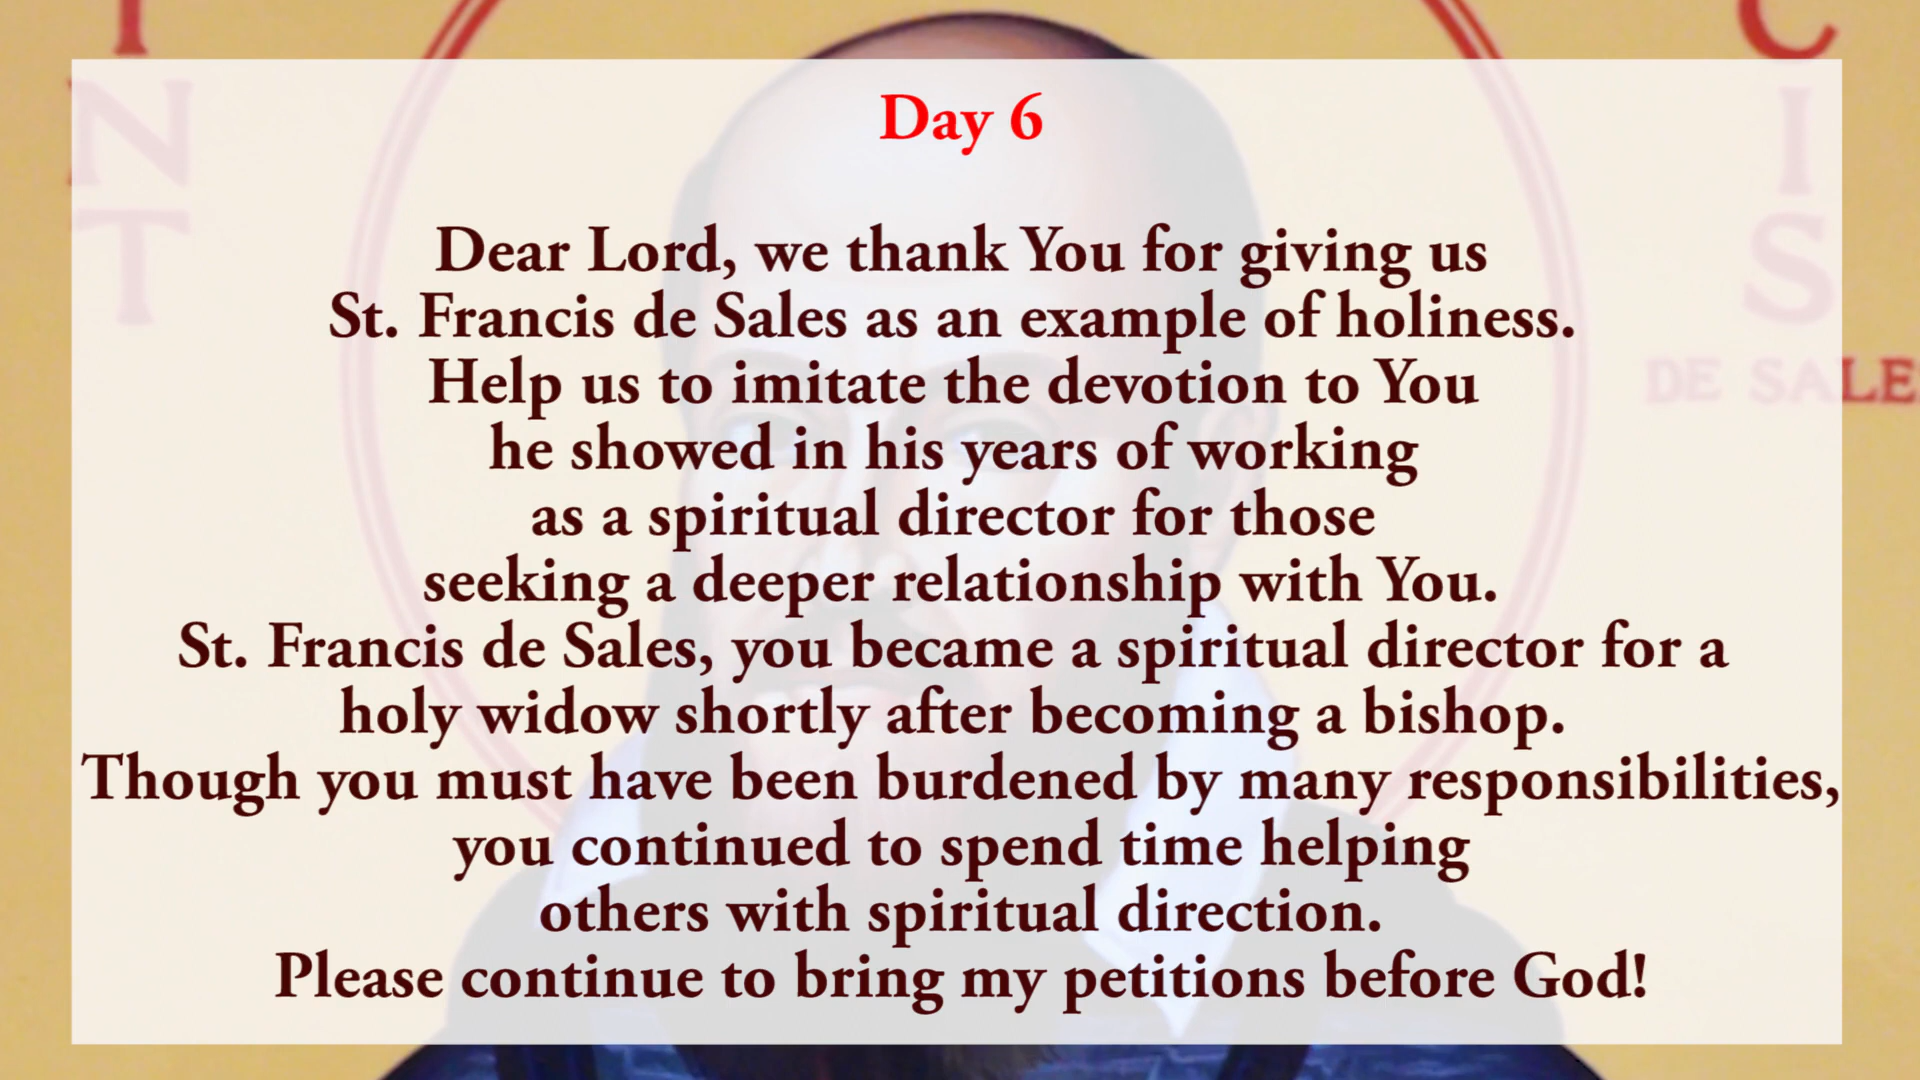 Day 6
Dear Lord, we thank You for giving us
St. Francis de Sales as an example of holiness.
Help us to imitate the devotion to You
he showed in his years of working
as a spiritual director for those
seeking a deeper relationship with You.
St. Francis de Sales, you became a spiritual director for a
holy widow shortly after becoming a bishop.
Though you must have been burdened by many responsibilities,
you continued to spend time helping
others with spiritual direction.
Please continue to bring my petitions before God!
I
N
T
C
I
S
DE SALE